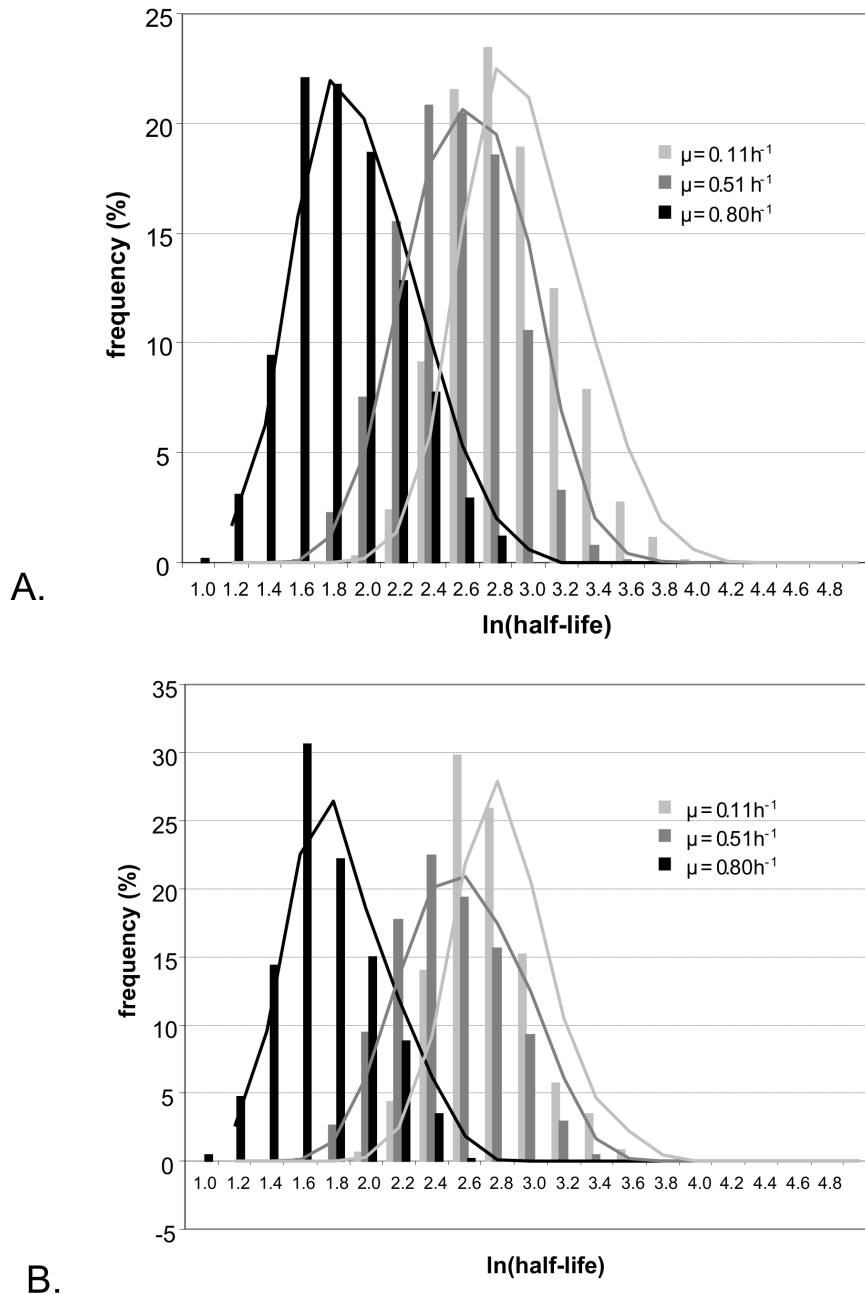 25
20
15
10
5
0
frequency (%)
μ=0.11h-1
μ=0.51 h-1
μ=0.80h-1
1.0 1.2 1.4 1.6 1.8 2.0 2.2 2.4 2.6 2.8 3.0 3.2 3.4 3.6 3.8 4.0 4.2 4.4 4.6 4.8
A.
ln(half-life)
35
30
25
20
15
10
5
0
-5
frequency (%)
μ=0.11h-1
μ=0.51h-1
μ=0.80h-1
1.0 1.2 1.4 1.6 1.8 2.0 2.2 2.4 2.6 2.8 3.0 3.2 3.4 3.6 3.8 4.0 4.2 4.4 4.6 4.8
ln(half-life)
B.